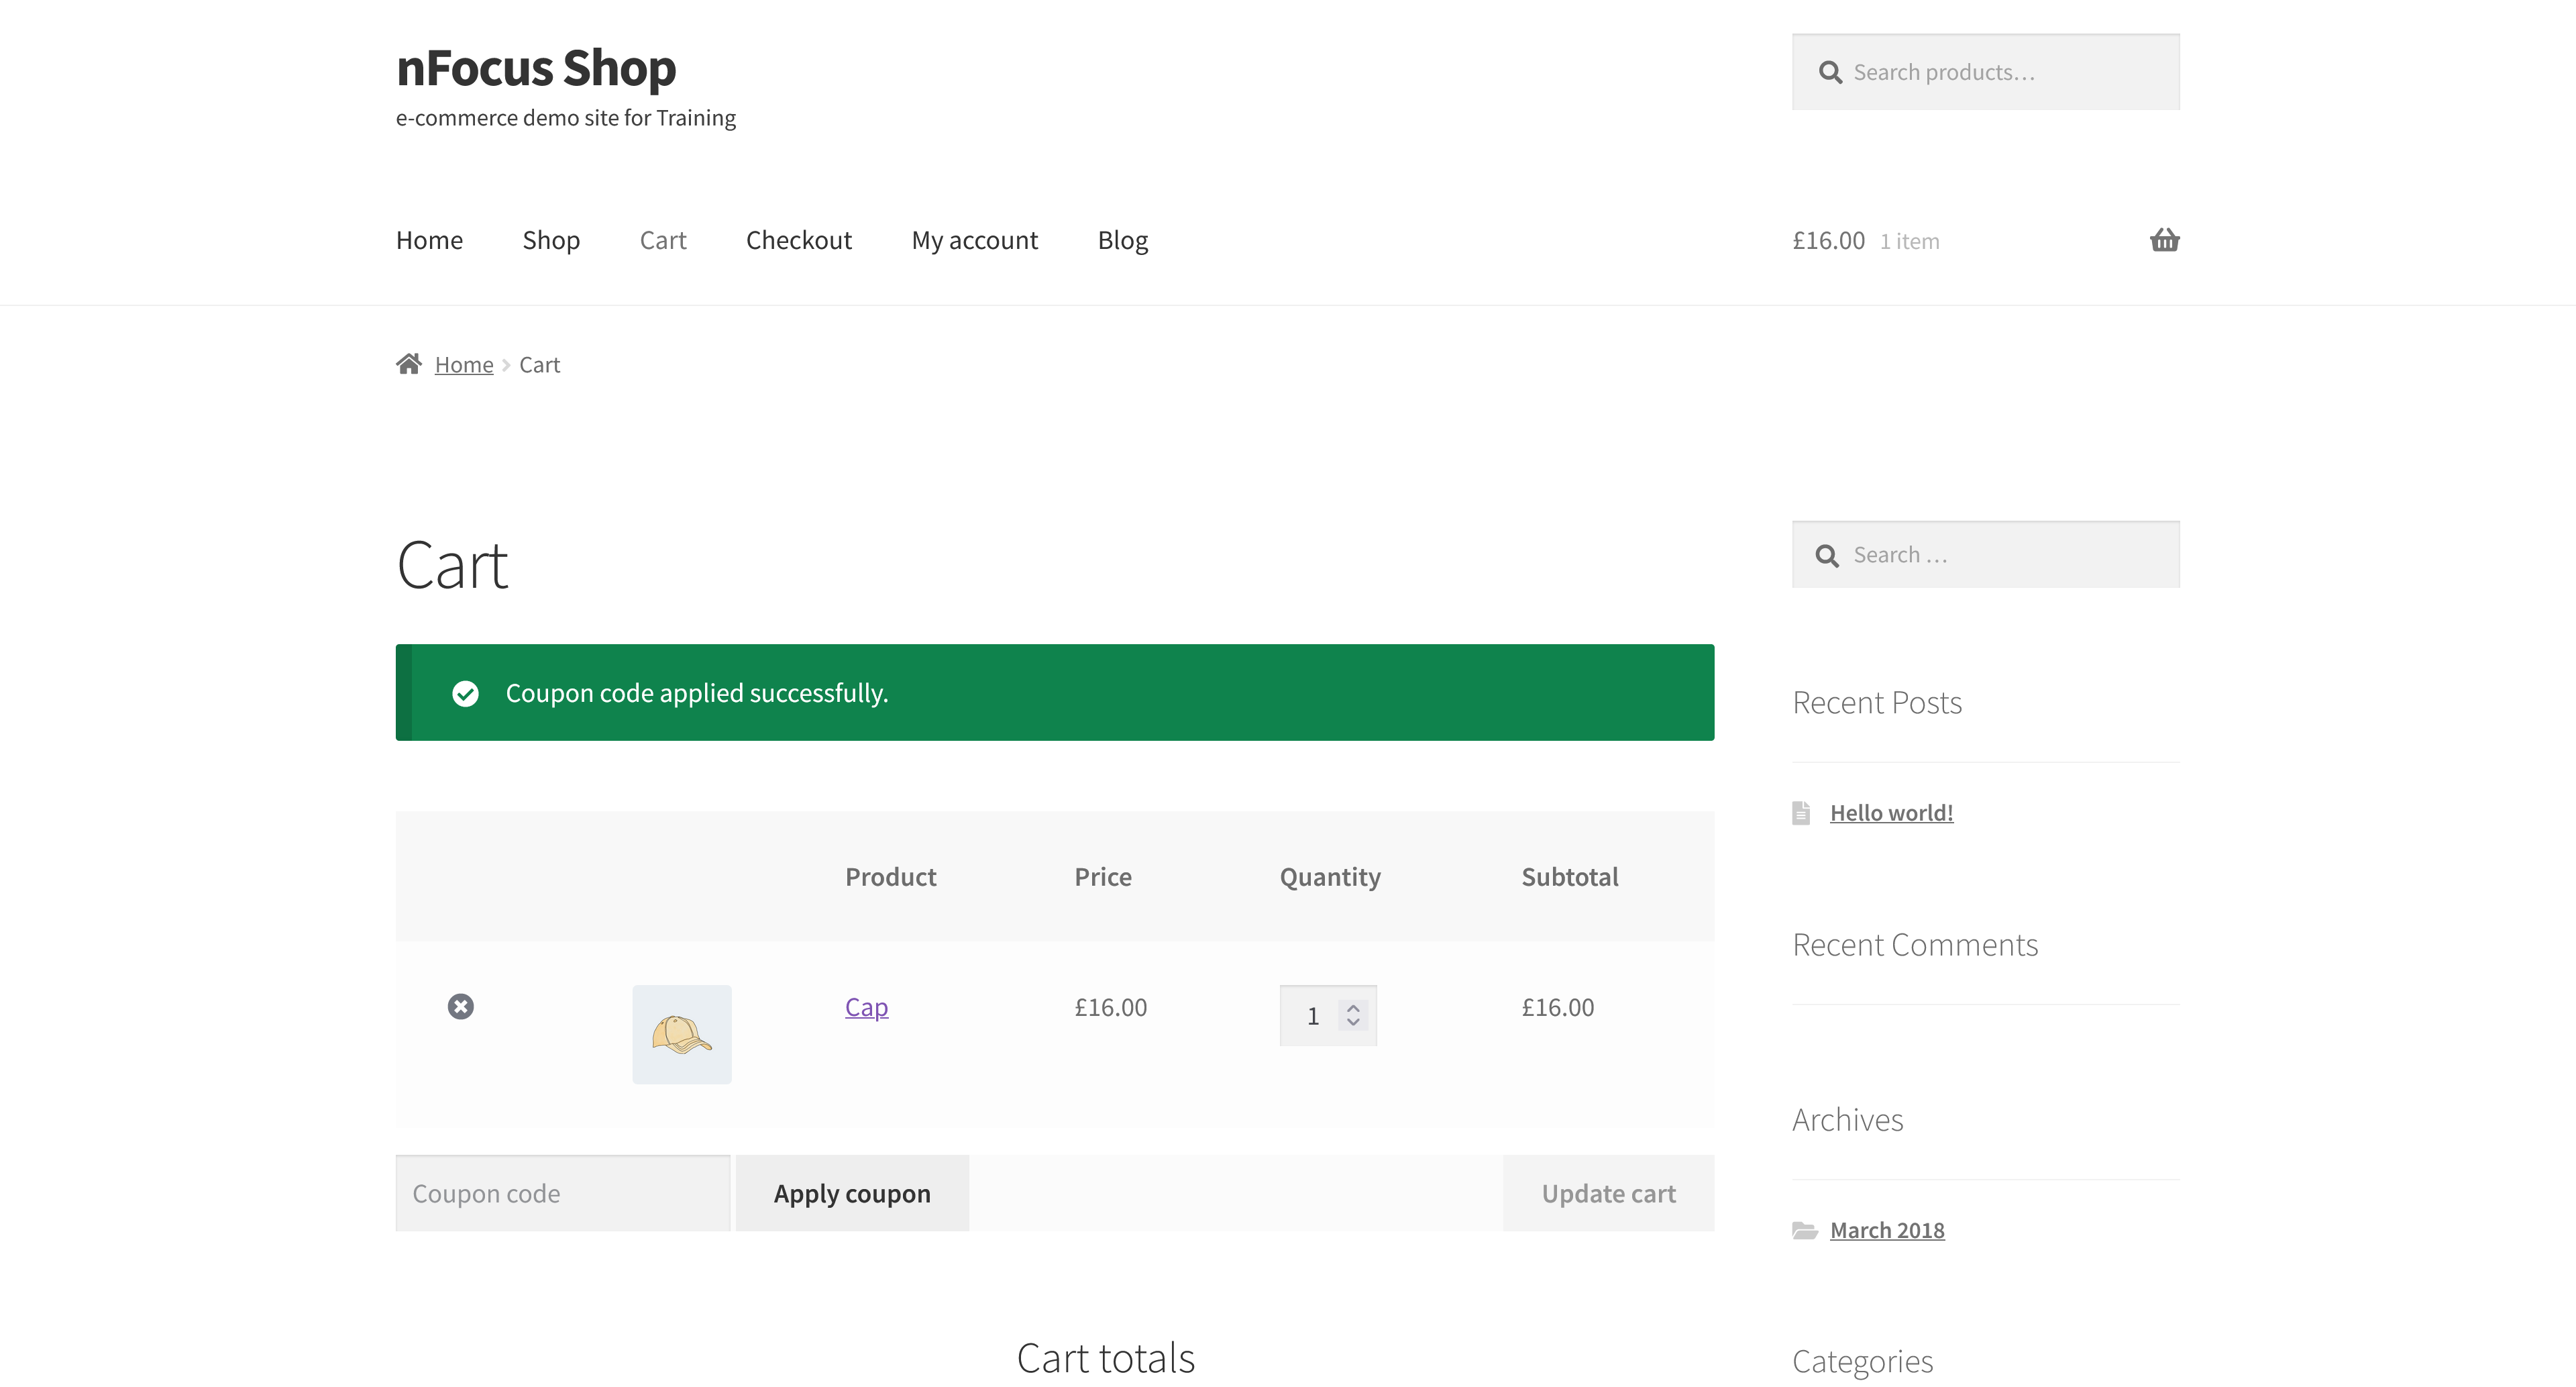 nFocus Shop
e-commerce demo site for Training
Search products…
Home Shop Cart Checkout My account Blog
£16.00 1 item
Home Cart
Cart
Coupon code applied successfully.
Product Price Quantity Subtotal
Cap £16.00 1 £16.00
Coupon code Apply coupon Update cart
Cart totals
Search …
Recent Posts
Hello world!
Recent Comments
Archives
March 2018
Categories